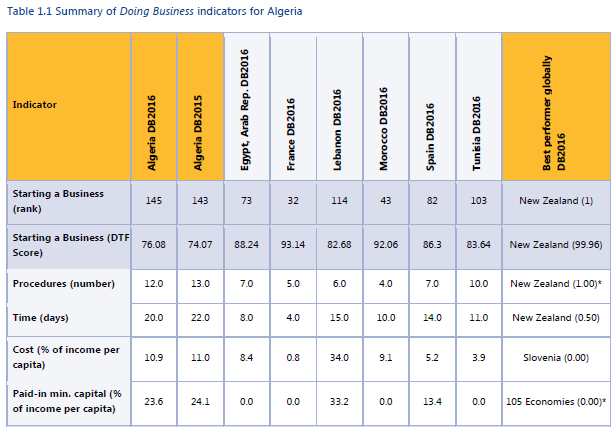 Table 1.1 Summary of Doing Business indicators for Algeria
Indicator
Algeria DB2016
Algeria DB2015
Egypt, Arab Rep. DB2016
France DB2016
Lebanon DB2016
Morocco DB2016
Spain DB2016
Tunisia DB2016
Best performer globally
DB2016
Starting a Business
(rank)
145 143 73 32 114 43 82 103 New Zealand (1)
Starting a Business (DTF
Score)
76.08 74.07 88.24 93.14 82.68 92.06 86.3 83.64 New Zealand (99.96)
Procedures (number) 12.0 13.0 7.0 5.0 6.0 4.0 7.0 10.0 New Zealand (1.00)*
Time (days) 20.0 22.0 8.0 4.0 15.0 10.0 14.0 11.0 New Zealand (0.50)
Cost (% of income per
capita)
10.9 11.0 8.4 0.8 34.0 9.1 5.2 3.9 Slovenia (0.00)
Paid-in min. capital (%
of income per capita)
23.6 24.1 0.0 0.0 33.2 0.0 13.4 0.0 105 Economies (0.00)*